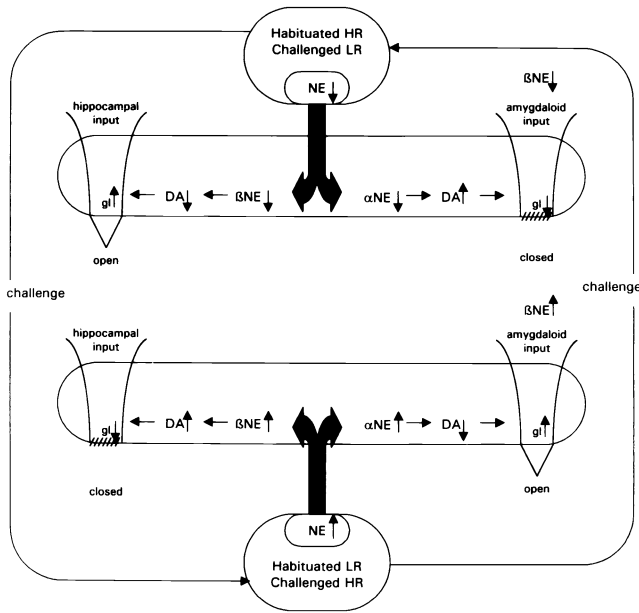 Habituated HR
Challenged LR
NE↓
ßNE↓
hippocampal
input
amygdaloid
input
gl↑ ← DA↓ ← ßNE↓ αNE↓ → DA↑ → gl↓
open
closed
challenge
challenge
ßNE↑
hippocampal
input
amygdaloid
input
gl↓ ← DA↑ ← ßNE↑ αNE↑ → DA↓ → gl↑
closed
open
NE↑
Habituated LR
Challenged HR